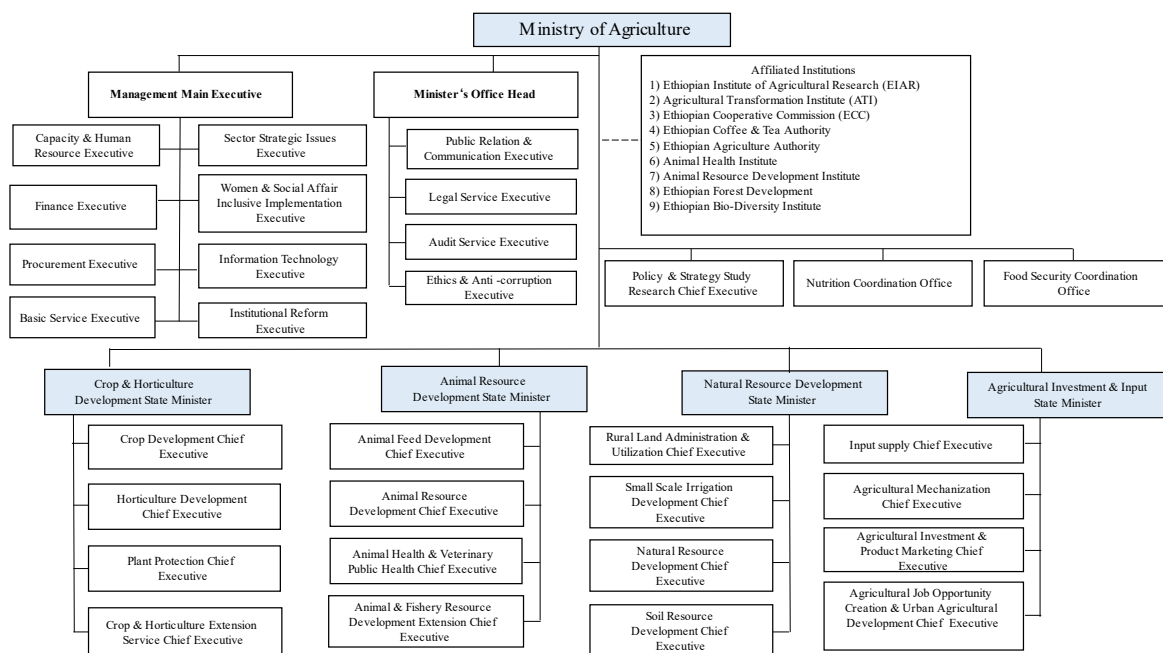 Ministry of Agriculture
Management Main Executive
Minister‘s Office Head
Affiliated Institutions
1) Ethiopian Institute of Agricultural Research (EIAR)
2) Agricultural Transformation Institute (ATI)
3) Ethiopian Cooperative Commission (ECC)
4) Ethiopian Coffee & Tea Authority
5) Ethiopian Agriculture Authority
6) Animal Health Institute
7) Animal Resource Development Institute
8) Ethiopian Forest Development
9) Ethiopian Bio-Diversity Institute
Capacity & Human
Resource Executive
Sector Strategic Issues
Executive
Finance Executive
Women & Social Affair
Inclusive Implementation
Executive
Procurement Executive
Information Technology
Executive
Basic Service Executive
Institutional Reform
Executive
Public Relation &
Communication Executive
Legal Service Executive
Audit Service Executive
Ethics & Anti -corruption
Executive
Policy & Strategy Study
Research Chief Executive
Nutrition Coordination Office
Food Security Coordination
Office
Crop & Horticulture
Development State Minister
Crop Development Chief
Executive
Horticulture Development
Chief Executive
Plant Protection Chief
Executive
Crop & Horticulture Extension
Service Chief Executive
Animal Resource
Development State Minister
Animal Feed Development
Chief Executive
Animal Resource
Development Chief Executive
Animal Health & Veterinary
Public Health Chief Executive
Animal & Fishery Resource
Development Extension Chief
Executive
Natural Resource Development
State Minister
Rural Land Administration &
Utilization Chief Executive
Small Scale Irrigation
Development Chief
Executive
Natural Resource
Development Chief
Executive
Soil Resource
Development Chief
Executive
Agricultural Investment & Input
State Minister
Input supply Chief Executive
Agricultural Mechanization
Chief Executive
Agricultural Investment &
Product Marketing Chief
Executive
Agricultural Job Opportunity
Creation & Urban Agricultural
Development Chief Executive